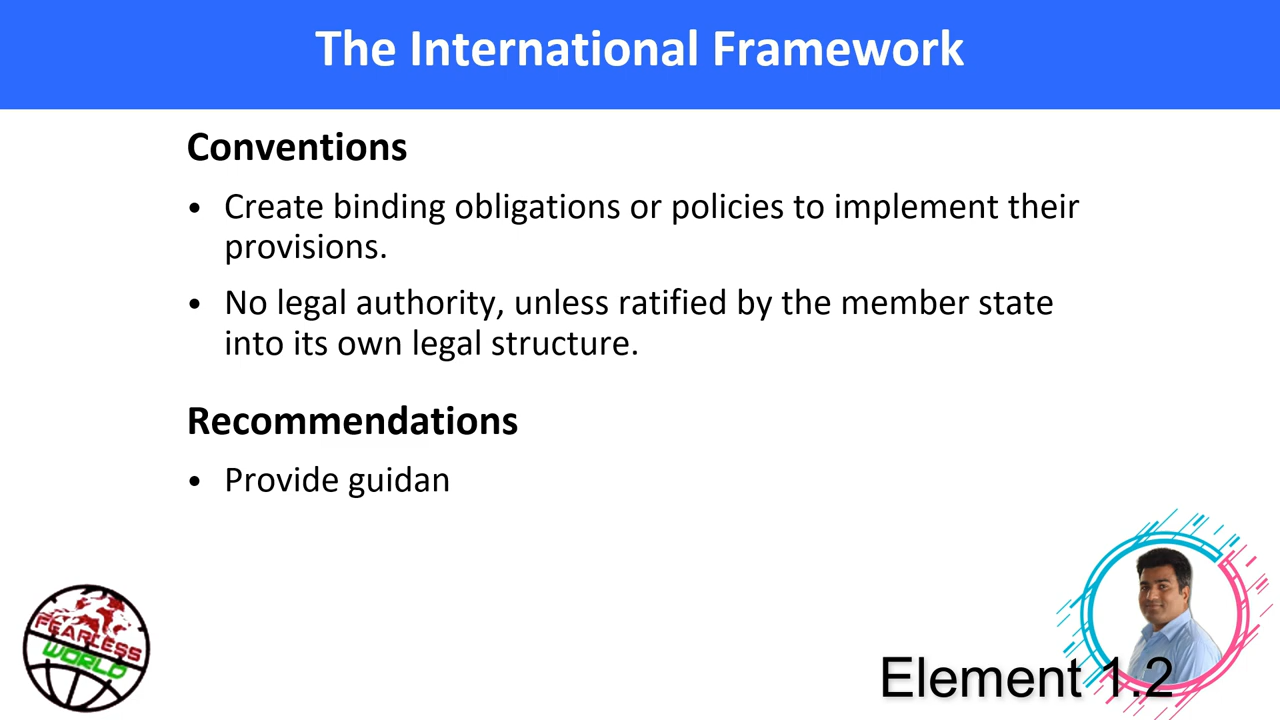 The International Framework
Conventions
• Create binding obligations or policies to implement their
provisions.
• No legal authority, unless ratified by the member state
into its own legal structure.
Recommendations
• Provide guidan
FEARLESS
WORLD
Element 1.2